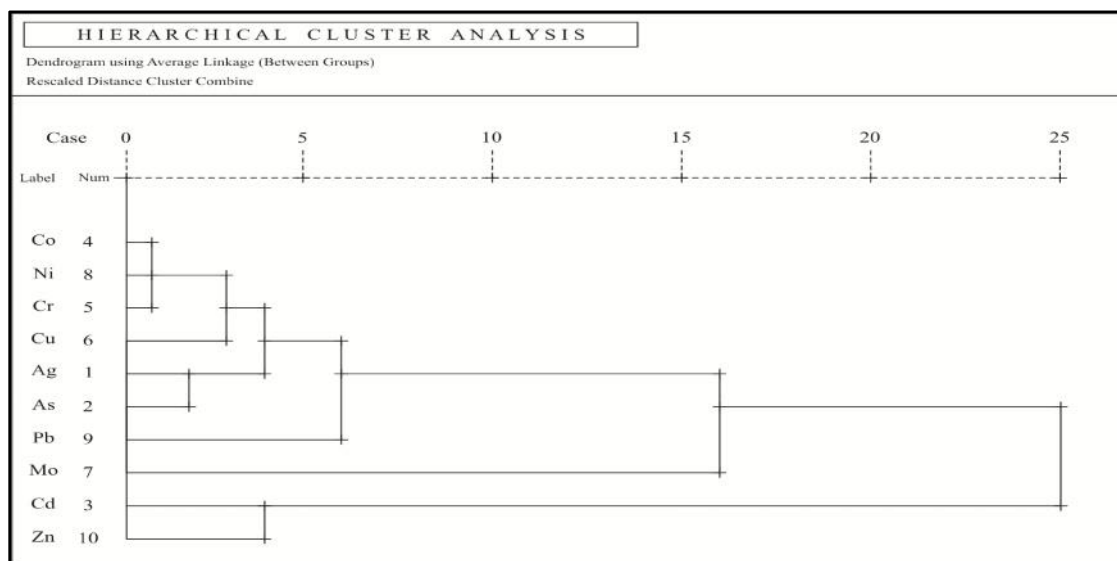 HIERARCHICAL CLUSTER ANALYSIS
Dendrogram using Average Linkage (Between Groups)
Rescaled Distance Cluster Combine
Case 0 5 10 15 20 25
Label Num
Co 4
Ni 8
Cr 5
Cu 6
Ag 1
As 2
Pb 9
Mo 7
Cd 3
Zn 10